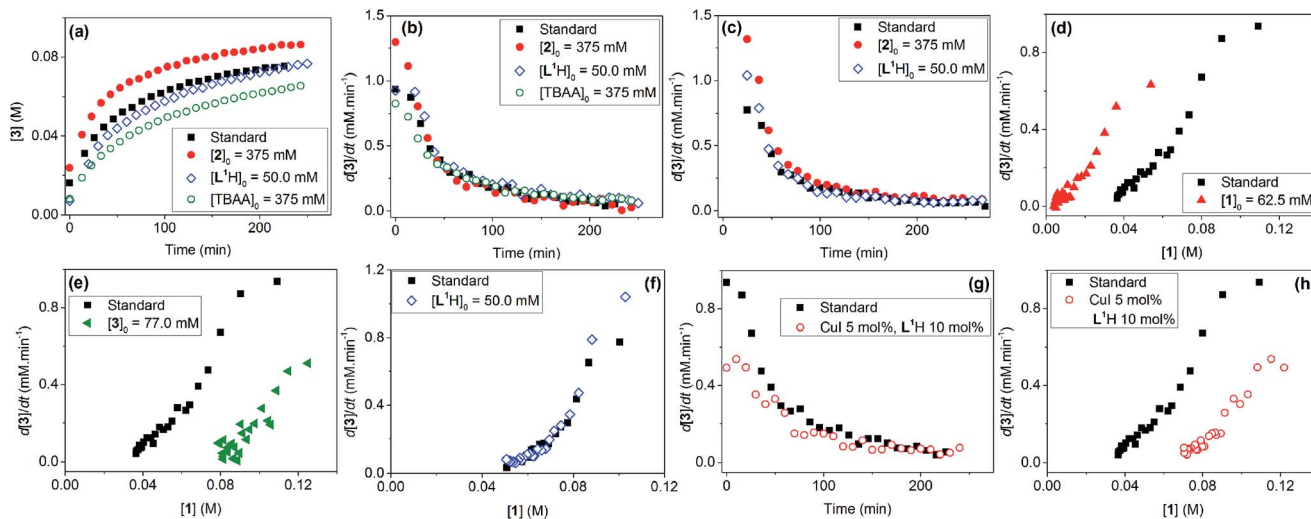 (a)
[3] (M)
0.08
0.04
0.00
Standard
[2]₀ = 375 mM
[L¹H]₀ = 50.0 mM
[TBAA]₀ = 375 mM
0 100 200
Time (min)
(b)
d[3]/dt (mM.min⁻¹)
1.5
1.0
0.5
0.0
Standard
[2]₀ = 375 mM
[L¹H]₀ = 50.0 mM
[TBAA]₀ = 375 mM
0 100 200
Time (min)
(c)
d[3]/dt (mM.min⁻¹)
1.5
1.0
0.5
0.0
Standard
[2]₀ = 375 mM
[L¹H]₀ = 50.0 mM
0 100 200
Time (min)
(d)
d[3]/dt (mM.min⁻¹)
0.8
0.4
0.0
Standard
[1]₀ = 62.5 mM
0.00 0.04 0.08 0.12
[1] (M)
(e)
d[3]/dt (mM.min⁻¹)
0.8
0.4
0.0
Standard
[3]₀ = 77.0 mM
0.00 0.04 0.08 0.12
[1] (M)
(f)
d[3]/dt (mM.min⁻¹)
1.2
0.8
0.4
0.0
Standard
[L¹H]₀ = 50.0 mM
0.00 0.04 0.08 0.12
[1] (M)
(g)
d[3]/dt (mM.min⁻¹)
0.8
0.4
0.0
Standard
CuI 5 mol%, L¹H 10 mol%
0 100 200
Time (min)
(h)
d[3]/dt (mM.min⁻¹)
0.8
0.4
0.0
Standard
CuI 5 mol%
L¹H 10 mol%
0.00 0.04 0.08 0.12
[1] (M)